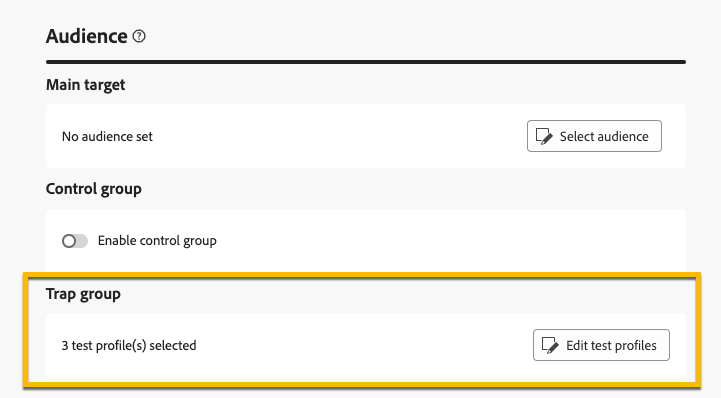 Audience ?
Main target
No audience set
Select audience
Control group
Enable control group
Trap group
3 test profile(s) selected
Edit test profiles